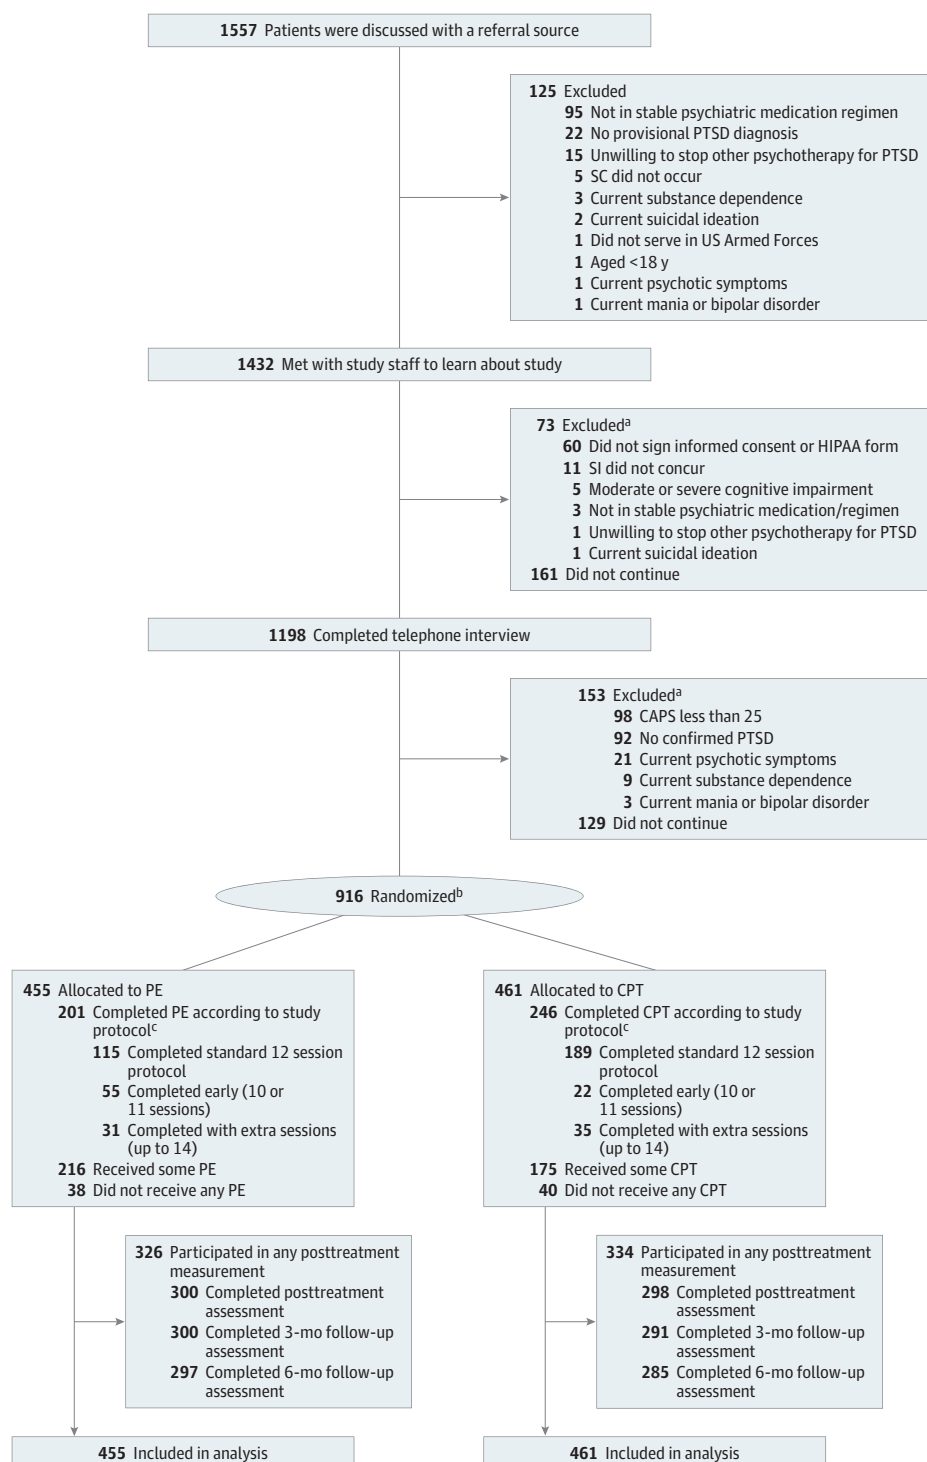 1557 Patients were discussed with a referral source
125 Excluded
95 Not in stable psychiatric medication regimen
22 No provisional PTSD diagnosis
15 Unwilling to stop other psychotherapy for PTSD
5 SC did not occur
3 Current substance dependence
2 Current suicidal ideation
1 Did not serve in US Armed Forces
1 Aged <18 y
1 Current psychotic symptoms
1 Current mania or bipolar disorder
1432 Met with study staff to learn about study
73 Excludedᵃ
60 Did not sign informed consent or HIPAA form
11 SI did not concur
5 Moderate or severe cognitive impairment
3 Not in stable psychiatric medication/regimen
1 Unwilling to stop other psychotherapy for PTSD
1 Current suicidal ideation
161 Did not continue
1198 Completed telephone interview
153 Excludedᵃ
98 CAPS less than 25
92 No confirmed PTSD
21 Current psychotic symptoms
9 Current substance dependence
3 Current mania or bipolar disorder
129 Did not continue
916 Randomizedᵇ
455 Allocated to PE
201 Completed PE according to study
protocolᶜ
115 Completed standard 12 session
protocol
55 Completed early (10 or
11 sessions)
31 Completed with extra sessions
(up to 14)
216 Received some PE
38 Did not receive any PE
461 Allocated to CPT
246 Completed CPT according to study
protocolᶜ
189 Completed standard 12 session
protocol
22 Completed early (10 or
11 sessions)
35 Completed with extra sessions
(up to 14)
175 Received some CPT
40 Did not receive any CPT
326 Participated in any posttreatment
measurement
300 Completed posttreatment
assessment
300 Completed 3-mo follow-up
assessment
297 Completed 6-mo follow-up
assessment
334 Participated in any posttreatment
measurement
298 Completed posttreatment
assessment
291 Completed 3-mo follow-up
assessment
285 Completed 6-mo follow-up
assessment
455 Included in analysis
461 Included in analysis